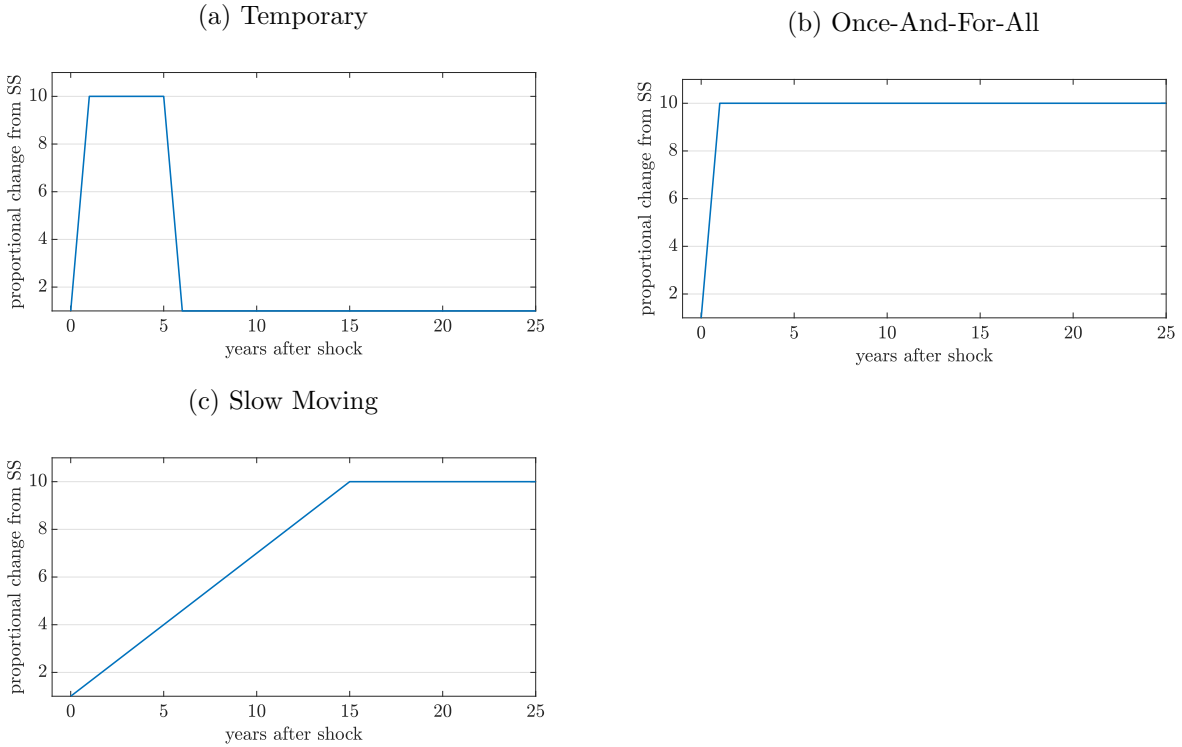 (a) Temporary
proportional change from SS
10
8
6
4
2
0 5 10 15 20 25
years after shock
(b) Once-And-For-All
proportional change from SS
10
8
6
4
2
0 5 10 15 20 25
years after shock
(c) Slow Moving
proportional change from SS
10
8
6
4
2
0 5 10 15 20 25
years after shock